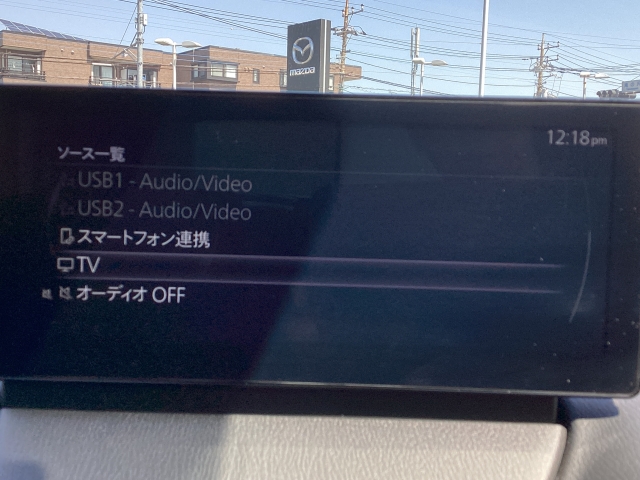 mazda
12:18pm
ソース一覧
USB1 - Audio/Video
USB2 - Audio/Video
スマートフォン連携
TV
オーディオ OFF